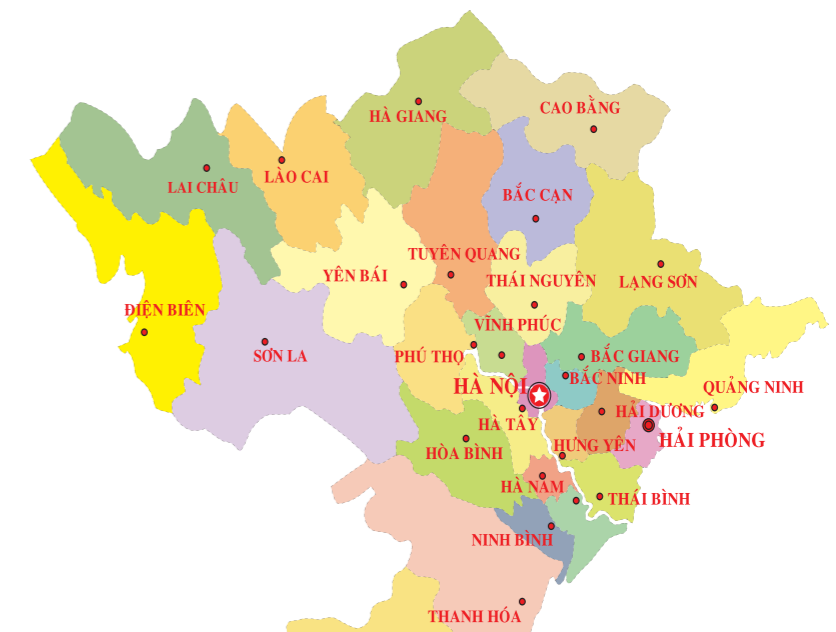 CAO BẰNG
HÀ GIANG
LÀO CAI
LAI CHÂU
BẮC CẠN
TUYÊN QUANG
YÊN BÁI
THÁI NGUYÊN
LẠNG SƠN
ĐIỆN BIÊN
VĨNH PHÚC
SƠN LA
PHÚ THỌ
BẮC GIANG
BẮC NINH
HÀ NỘI
QUẢNG NINH
HẢI DƯƠNG
HÀ TÂY
HẢI PHÒNG
HƯNG YÊN
HÒA BÌNH
HÀ NAM
THÁI BÌNH
NINH BÌNH
THANH HÓA